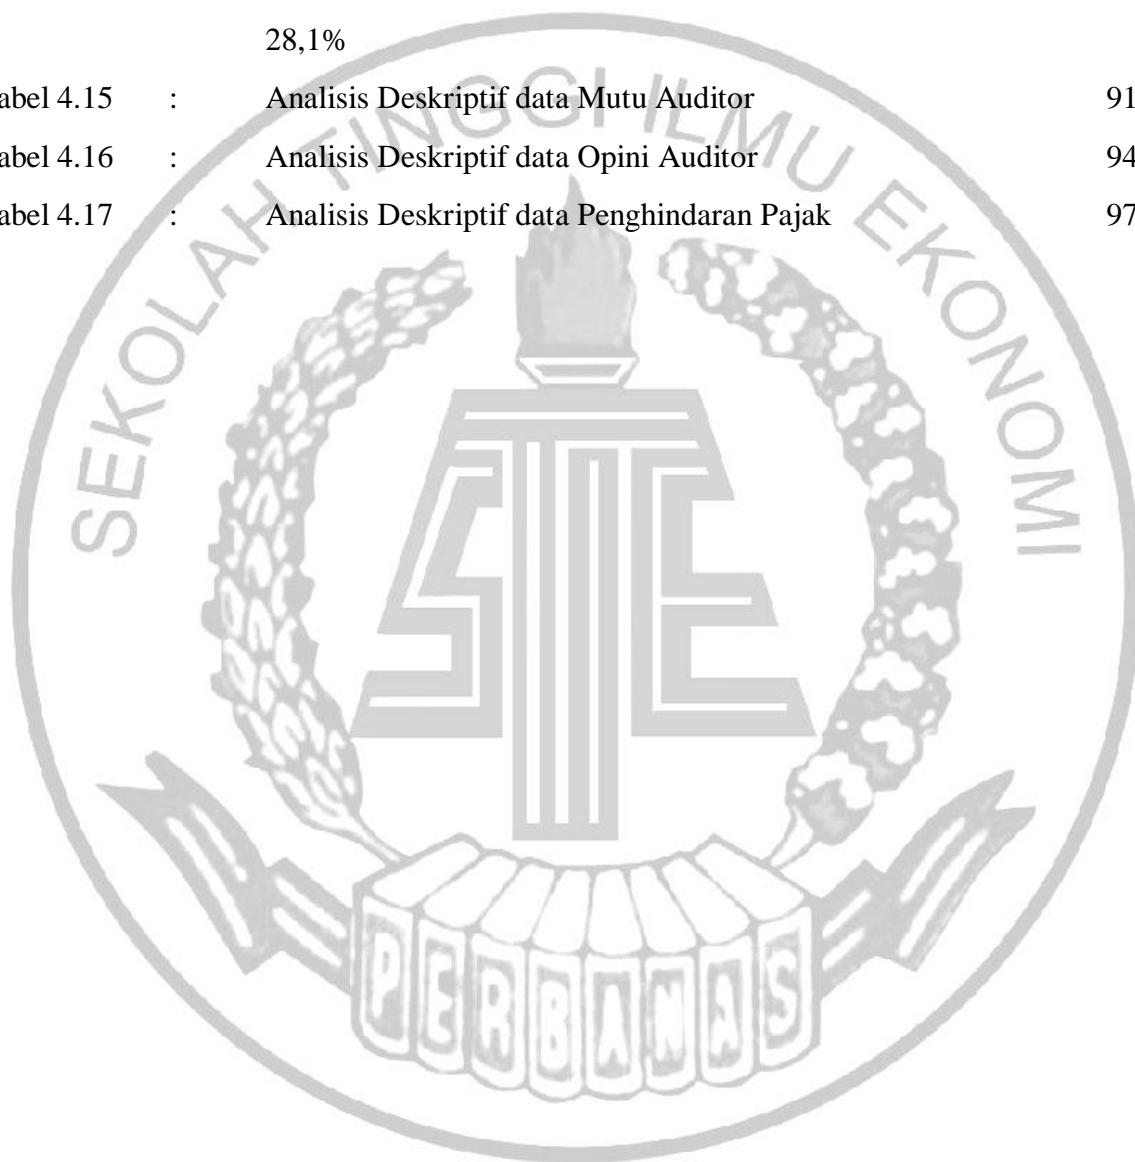 28,1%
abel 4.15 : Analisis Deskriptif data Mutu Auditor 91
abel 4.16 : Analisis Deskriptif data Opini Auditor 94
abel 4.17 : Analisis Deskriptif data Penghindaran Pajak 97
SEKOLAH TINGGI ILMU EKONOMI
STIE
PERBANAS